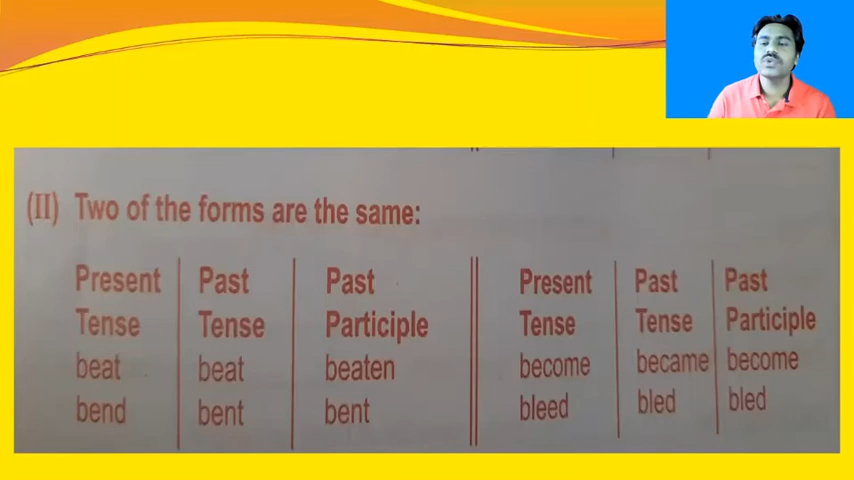 (II) Two of the forms are the same:
Present Past Past Present Past Past
Tense Tense Participle Tense Tense Participle
beat beat beaten become became become
bend bent bent bleed bled bled